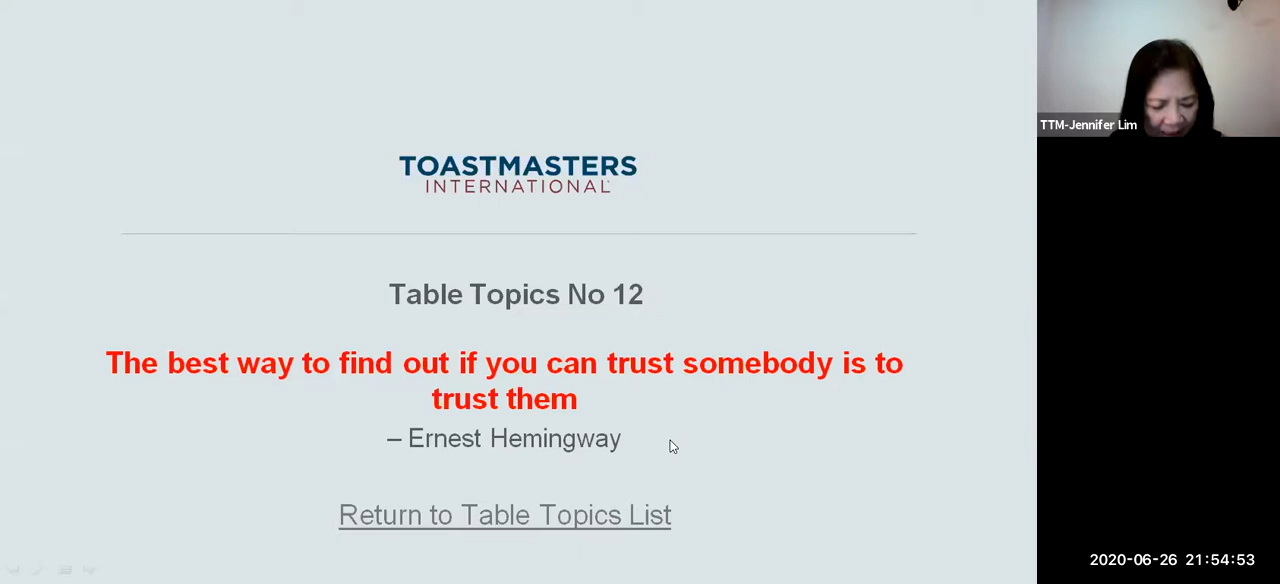 TOASTMASTERS
INTERNATIONAL
Table Topics No 12
The best way to find out if you can trust somebody is to
trust them
– Ernest Hemingway
Return to Table Topics List
TTM-Jennifer Lim
2020-06-26 21:54:53